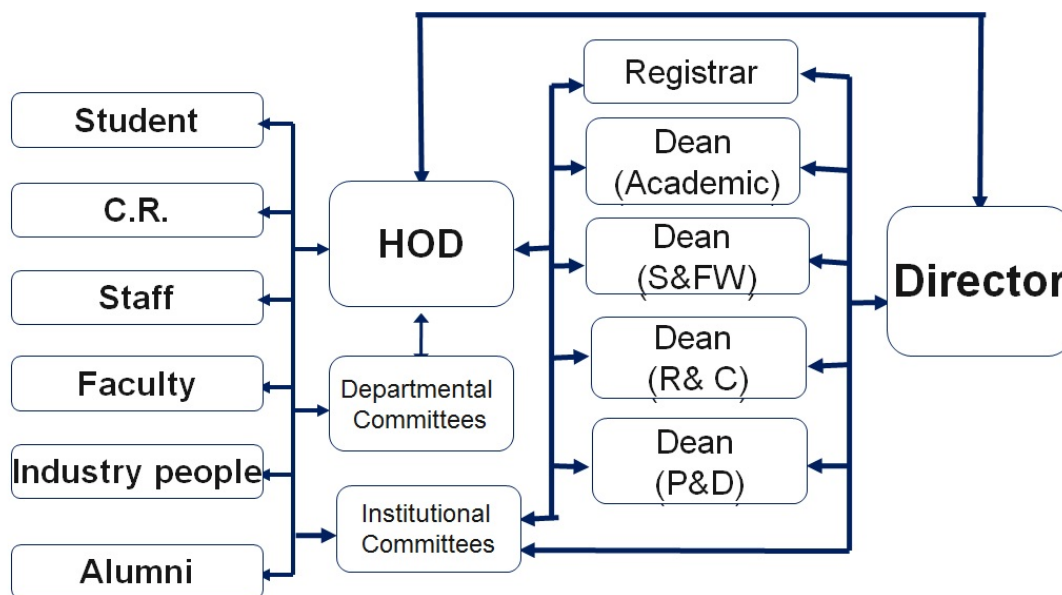 Student
C.R.
Staff
Faculty
Industry people
Alumni
HOD
Departmental
Committees
Institutional
Committees
Registrar
Dean
(Academic)
Dean
(S&FW)
Dean
(R& C)
Dean
(P&D)
Director